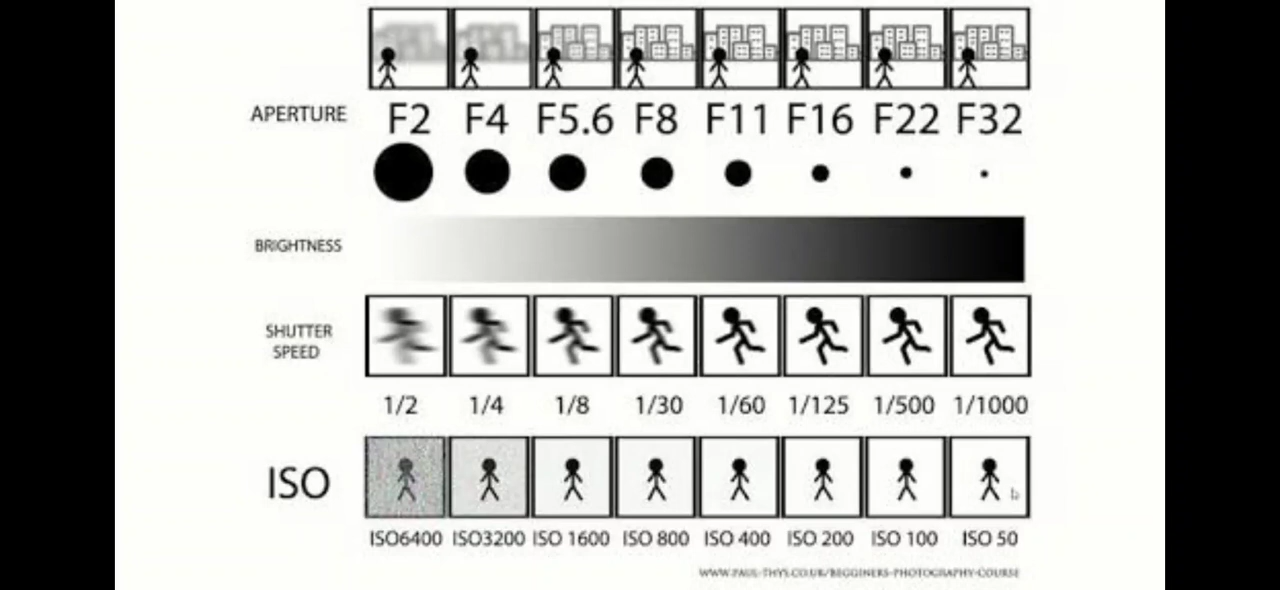 APERTURE
F2 F4 F5.6 F8 F11 F16 F22 F32
BRIGHTNESS
SHUTTER
SPEED
1/2 1/4 1/8 1/30 1/60 1/125 1/500 1/1000
ISO
ISO6400 ISO3200 ISO 1600 ISO 800 ISO 400 ISO 200 ISO 100 ISO 50
WWW.PAUL-THYS.CO.UK/BEGGINERS-PHOTOGRAPHY-COURSE